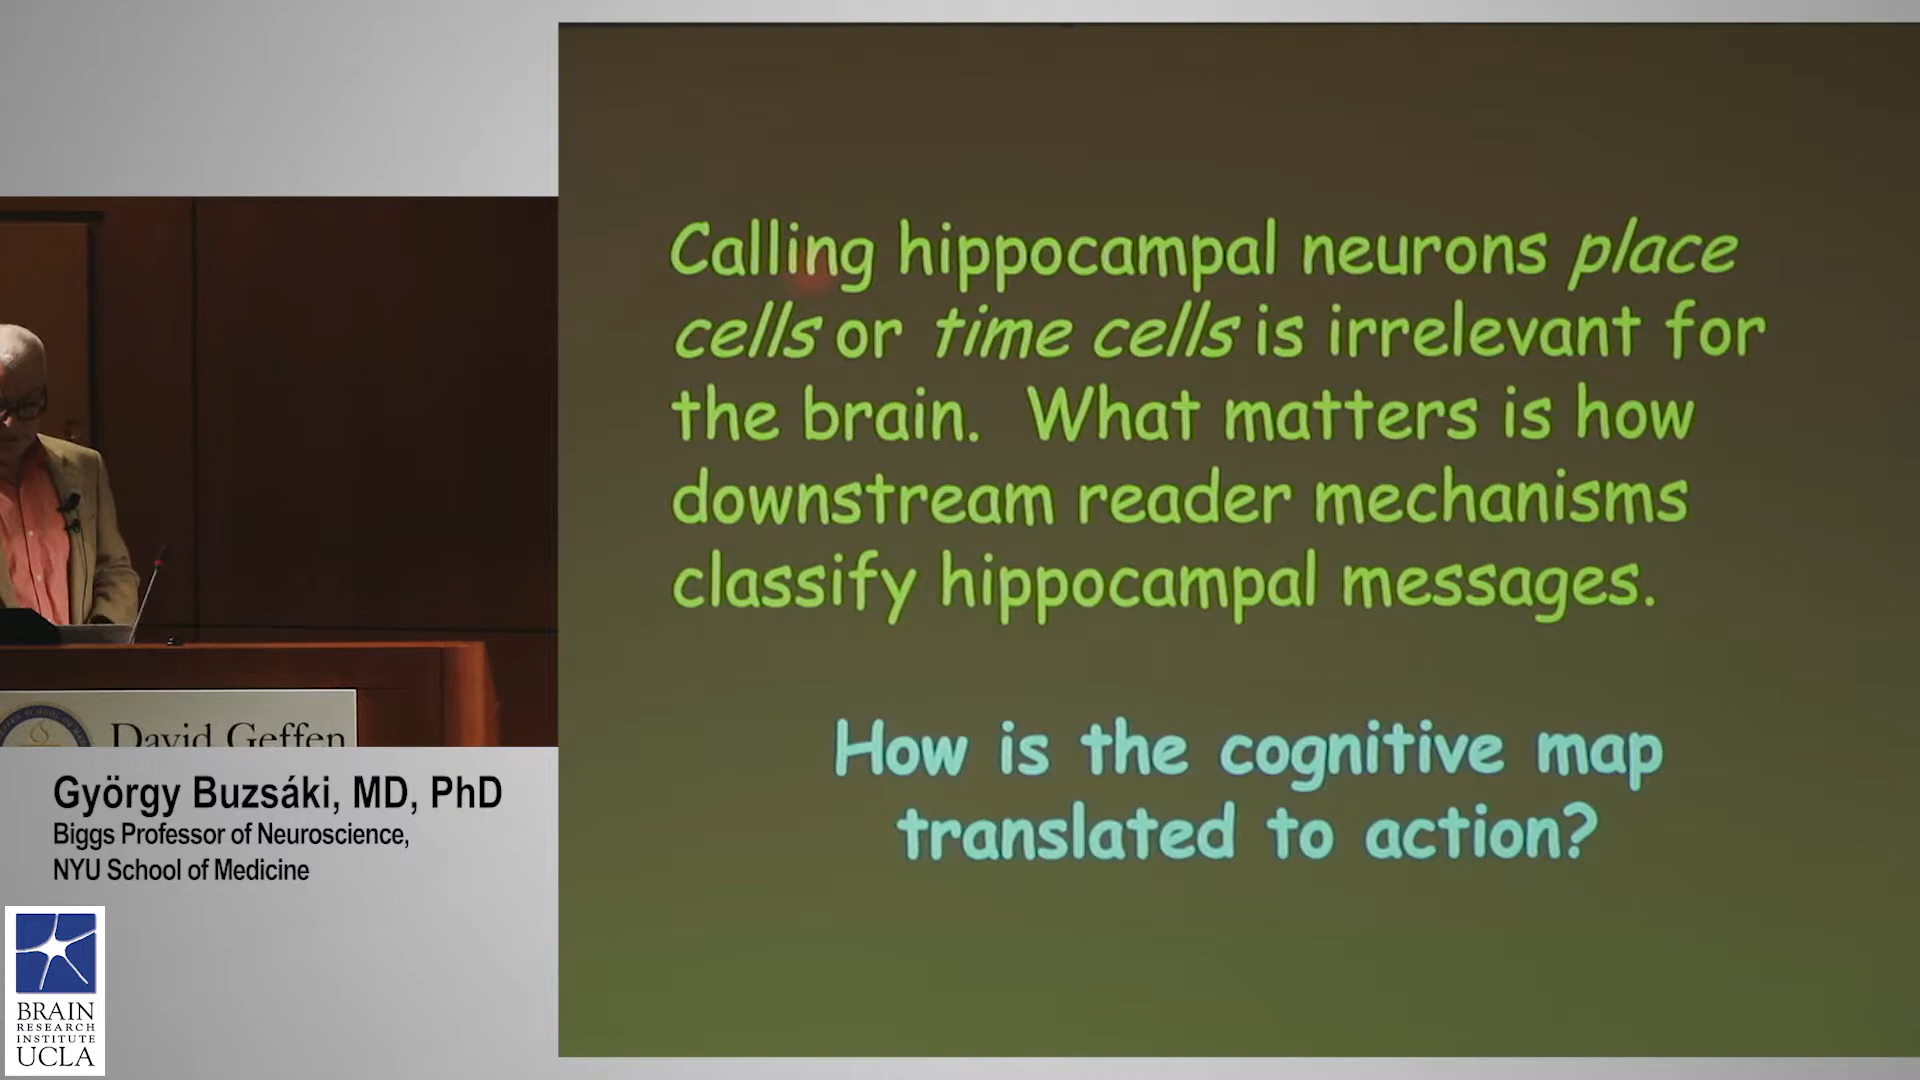 Calling hippocampal neurons place
cells or time cells is irrelevant for
the brain. What matters is how
downstream reader mechanisms
classify hippocampal messages.
How is the cognitive map
translated to action?
David Geffen
György Buzsáki, MD, PhD
Biggs Professor of Neuroscience,
NYU School of Medicine
BRAIN
RESEARCH
INSTITUTE
UCLA